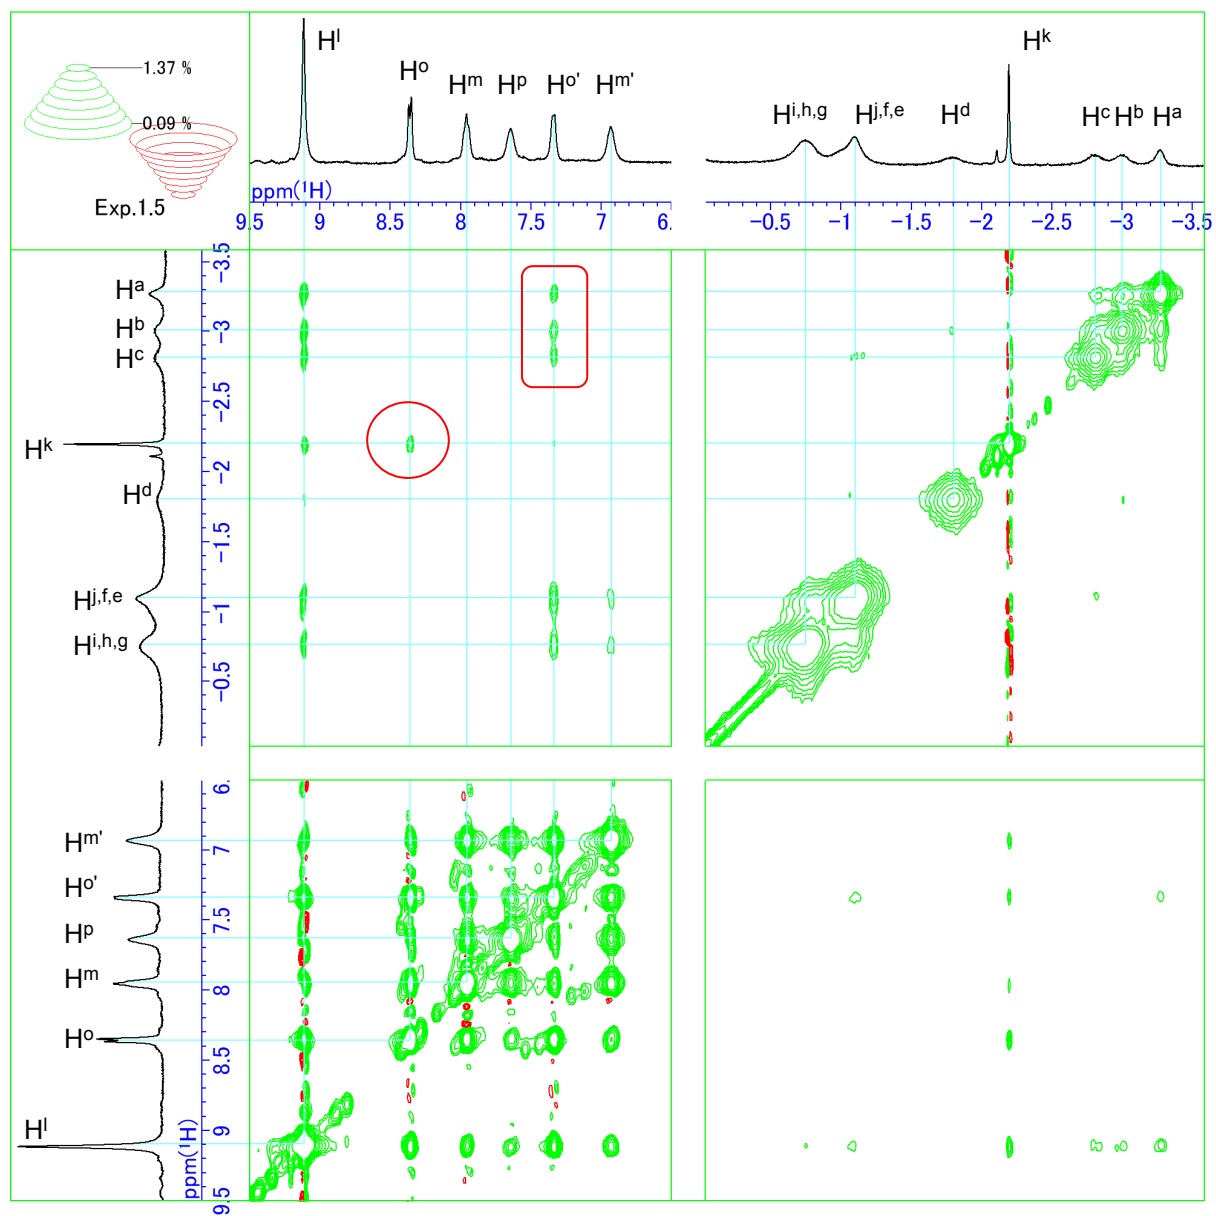 1.37 %
0.09 %
Exp.1.5
Hl
Ho
Hm
Hp
Ho'
Hm'
Hk
Hi,h,g
Hj,f,e
Hd
Hc
Hb
Ha
ppm(1H)
9.5 9 8.5 8 7.5 7 6.
-0.5 -1 -1.5 -2 -2.5 -3 -3.5
Ha
Hb
Hc
Hk
Hd
Hj,f,e
Hi,h,g
-3.5
-3
-2.5
-2
-1.5
-1
-0.5
Hm'
Ho'
Hp
Hm
Ho
Hl
6.
7
7.5
8
8.5
9
9.5
ppm(1H)